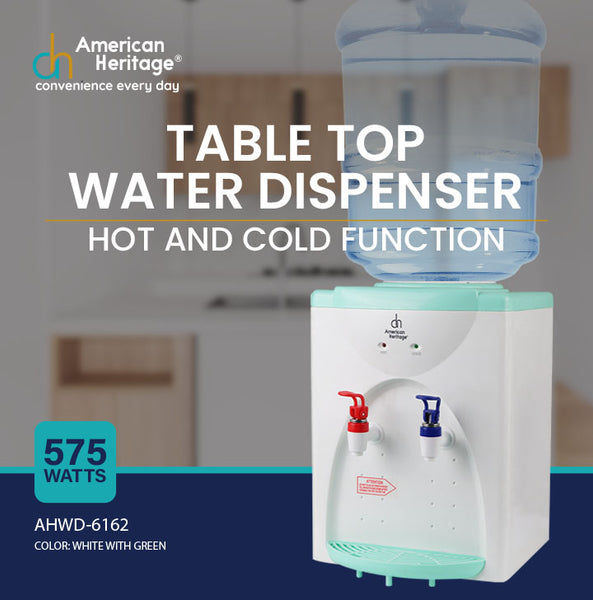 American
Heritage®
convenience every day
TABLE TOP
WATER DISPENSER
HOT AND COLD FUNCTION
American
Heritage®
575
WATTS
ATTENTION
AHWD-6162
COLOR: WHITE WITH GREEN